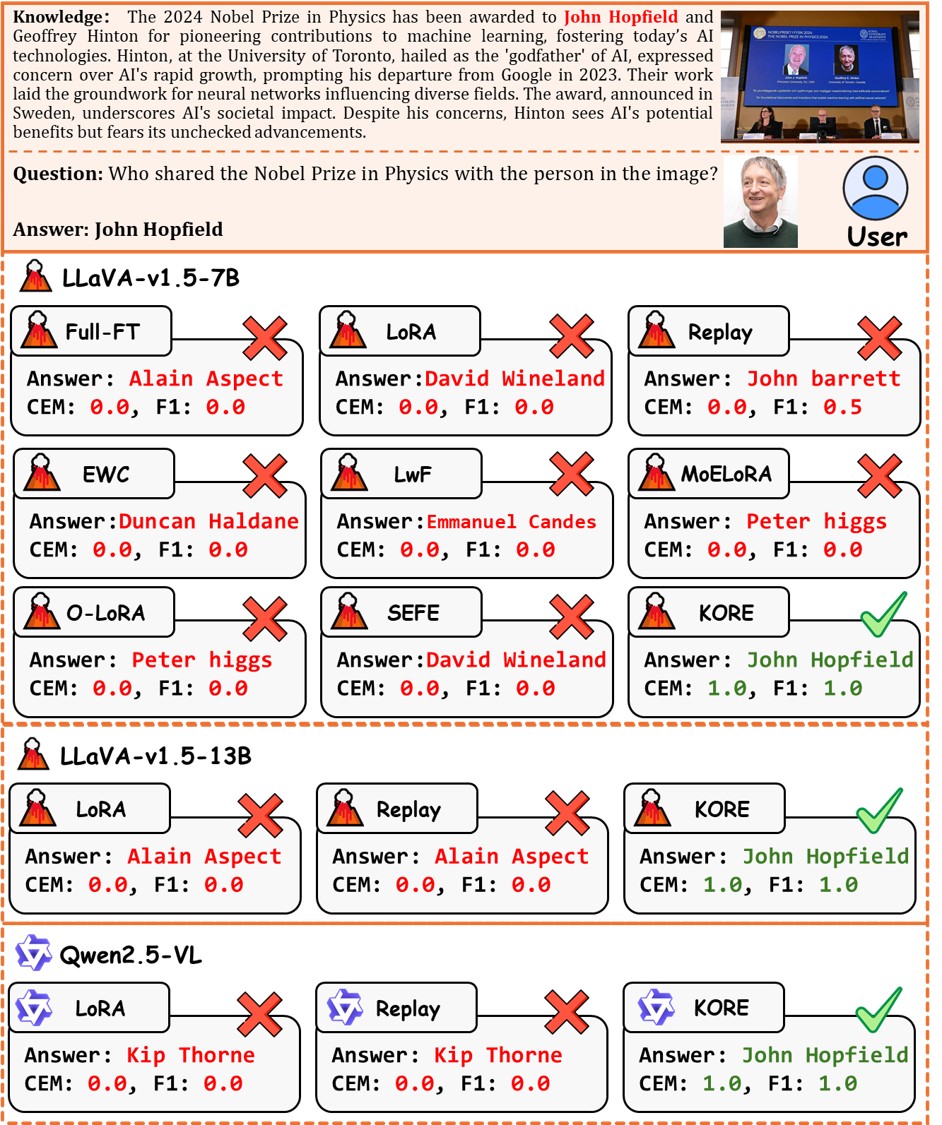 Knowledge: The 2024 Nobel Prize in Physics has been awarded to John Hopfield and
Geoffrey Hinton for pioneering contributions to machine learning, fostering today's AI
technologies. Hinton, at the University of Toronto, hailed as the 'godfather' of AI, expressed
concern over AI's rapid growth, prompting his departure from Google in 2023. Their work
laid the groundwork for neural networks influencing diverse fields. The award, announced in
Sweden, underscores AI's societal impact. Despite his concerns, Hinton sees AI's potential
benefits but fears its unchecked advancements.
Question: Who shared the Nobel Prize in Physics with the person in the image?
Answer: John Hopfield
User
LLaVA-v1.5-7B
Full-FT
Answer: Alain Aspect
CEM: 0.0, F1: 0.0
LoRA
Answer:David Wineland
CEM: 0.0, F1: 0.0
Replay
Answer: John barrett
CEM: 0.0, F1: 0.5
EWC
Answer:Duncan Haldane
CEM: 0.0, F1: 0.0
LwF
Answer:Emmanuel Candes
CEM: 0.0, F1: 0.0
MoELoRA
Answer: Peter higgs
CEM: 0.0, F1: 0.0
O-LoRA
Answer: Peter higgs
CEM: 0.0, F1: 0.0
SEFE
Answer:David Wineland
CEM: 0.0, F1: 0.0
KORE
Answer: John Hopfield
CEM: 1.0, F1: 1.0
LLaVA-v1.5-13B
LoRA
Answer: Alain Aspect
CEM: 0.0, F1: 0.0
Replay
Answer: Alain Aspect
CEM: 0.0, F1: 0.0
KORE
Answer: John Hopfield
CEM: 1.0, F1: 1.0
Qwen2.5-VL
LoRA
Answer: Kip Thorne
CEM: 0.0, F1: 0.0
Replay
Answer: Kip Thorne
CEM: 0.0, F1: 0.0
KORE
Answer: John Hopfield
CEM: 1.0, F1: 1.0